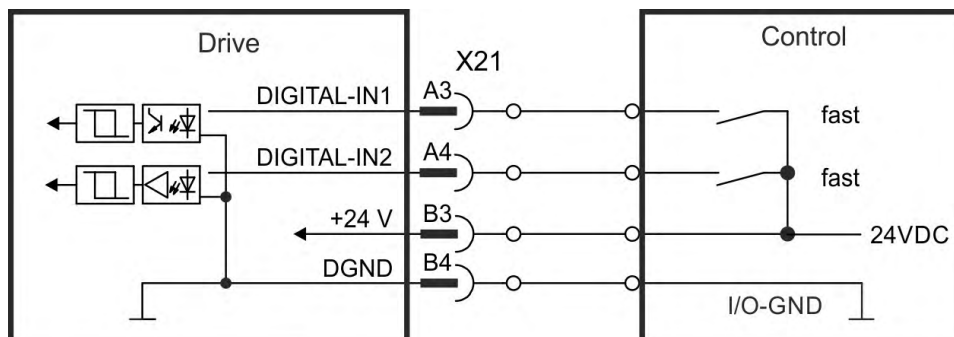 Drive
Control
X21
DIGITAL-IN1
A3
fast
DIGITAL-IN2
A4
fast
+24 V
B3
24VDC
DGND
B4
I/O-GND